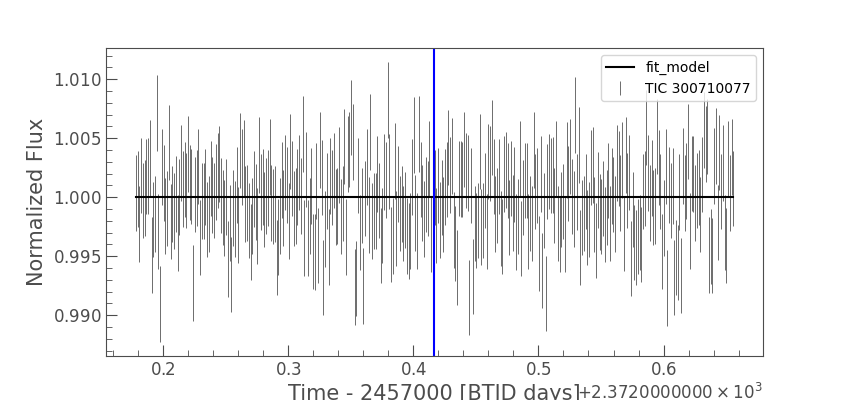 fit_model
TIC 300710077
1.010
1.005
1.000
0.995
0.990
Normalized Flux
0.2 0.3 0.4 0.5 0.6
Time - 2457000 [BTJD days]
+2.3720000000 × 10³